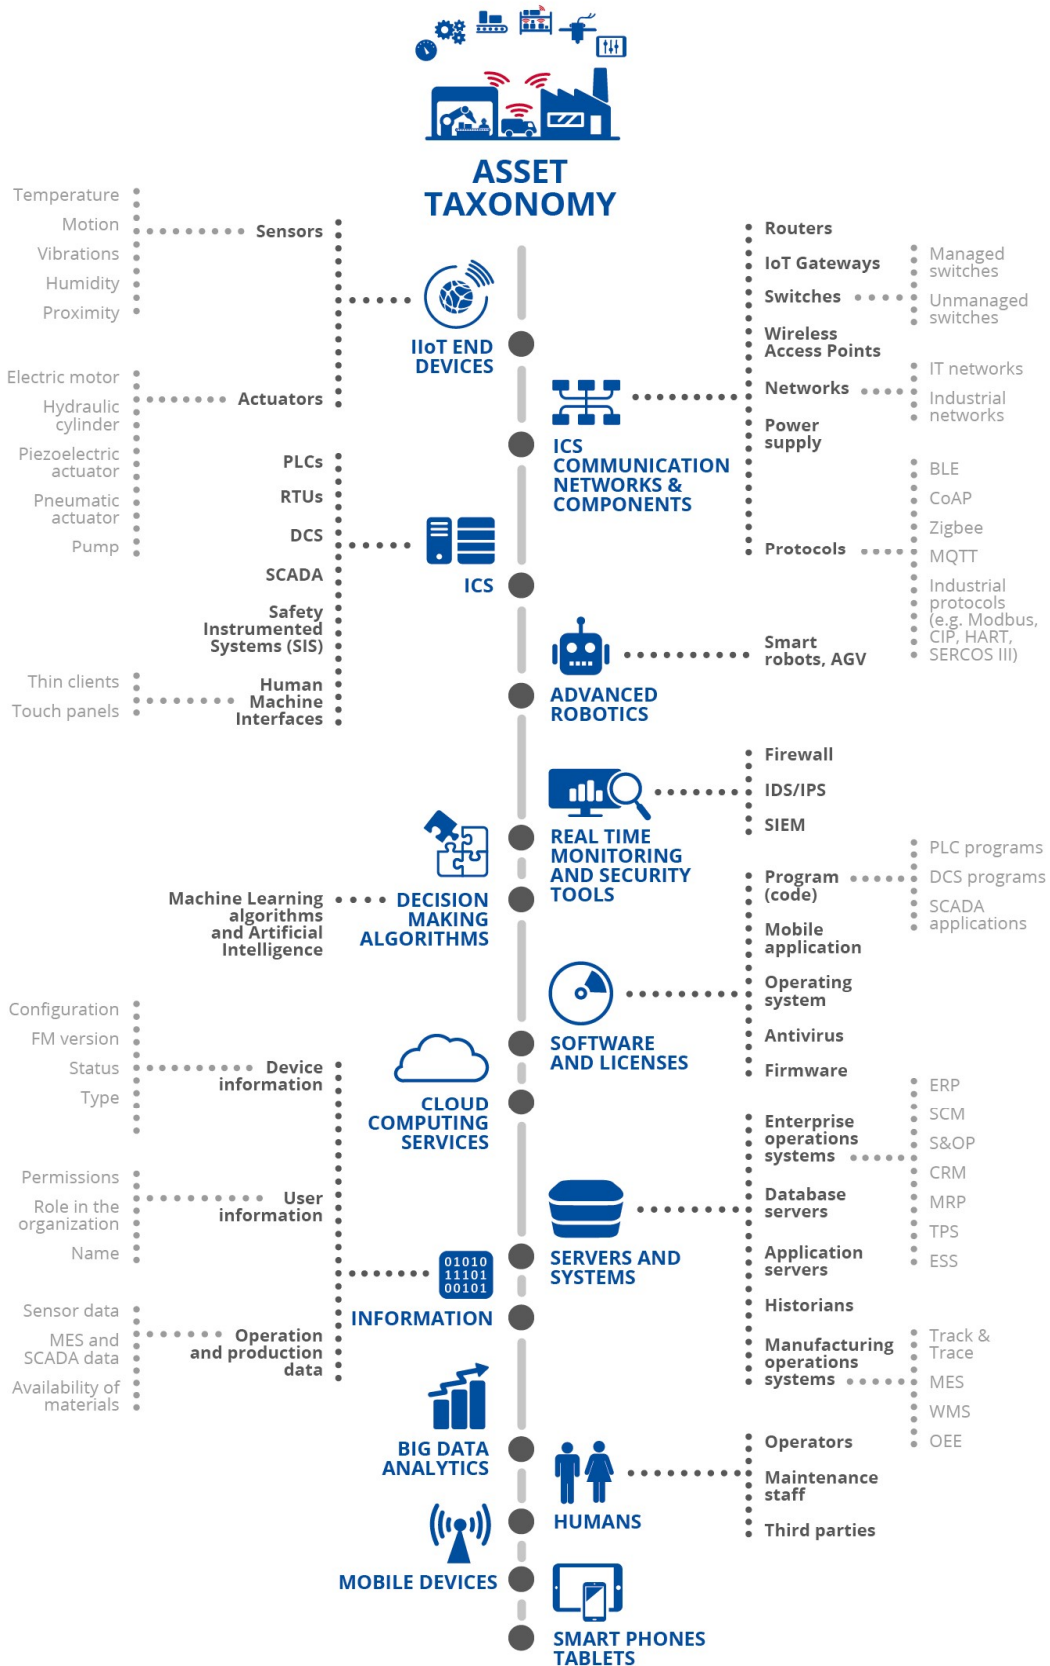 ASSET
TAXONOMY
Temperature
Motion
Vibrations
Humidity
Proximity
Sensors
Electric motor
Hydraulic
cylinder
Piezoelectric
actuator
Pneumatic
actuator
Pump
Actuators
IIoT END
DEVICES
Routers
IoT Gateways
Switches
Managed
switches
Unmanaged
switches
Wireless
Access Points
Networks
IT networks
Industrial
networks
Power
supply
Protocols
BLE
CoAP
Zigbee
MQTT
Industrial
protocols
(e.g. Modbus,
CIP, HART,
SERCOS III)
ICS
COMMUNICATION
NETWORKS &
COMPONENTS
PLCs
RTUs
DCS
SCADA
Safety
Instrumented
Systems (SIS)
Human
Machine
Interfaces
Thin clients
Touch panels
ICS
Smart
robots, AGV
ADVANCED
ROBOTICS
Firewall
IDS/IPS
SIEM
REAL TIME
MONITORING
AND SECURITY
TOOLS
Machine Learning
algorithms
and Artificial
Intelligence
DECISION
MAKING
ALGORITHMS
Program
(code)
PLC programs
DCS programs
SCADA
applications
Mobile
application
Operating
system
Antivirus
Firmware
SOFTWARE
AND LICENSES
CLOUD
COMPUTING
SERVICES
Enterprise
operations
systems
ERP
SCM
S&OP
CRM
MRP
TPS
ESS
Database
servers
Application
servers
Historians
Manufacturing
operations
systems
Track &
Trace
MES
WMS
OEE
SERVERS AND
SYSTEMS
Configuration
FM version
Status
Type
Device
information
Permissions
Role in the
organization
Name
User
information
Sensor data
MES and
SCADA data
Availability of
materials
Operation
and production
data
01010
11101
00101
INFORMATION
BIG DATA
ANALYTICS
Operators
Maintenance
staff
Third parties
HUMANS
MOBILE DEVICES
SMART PHONES
TABLETS